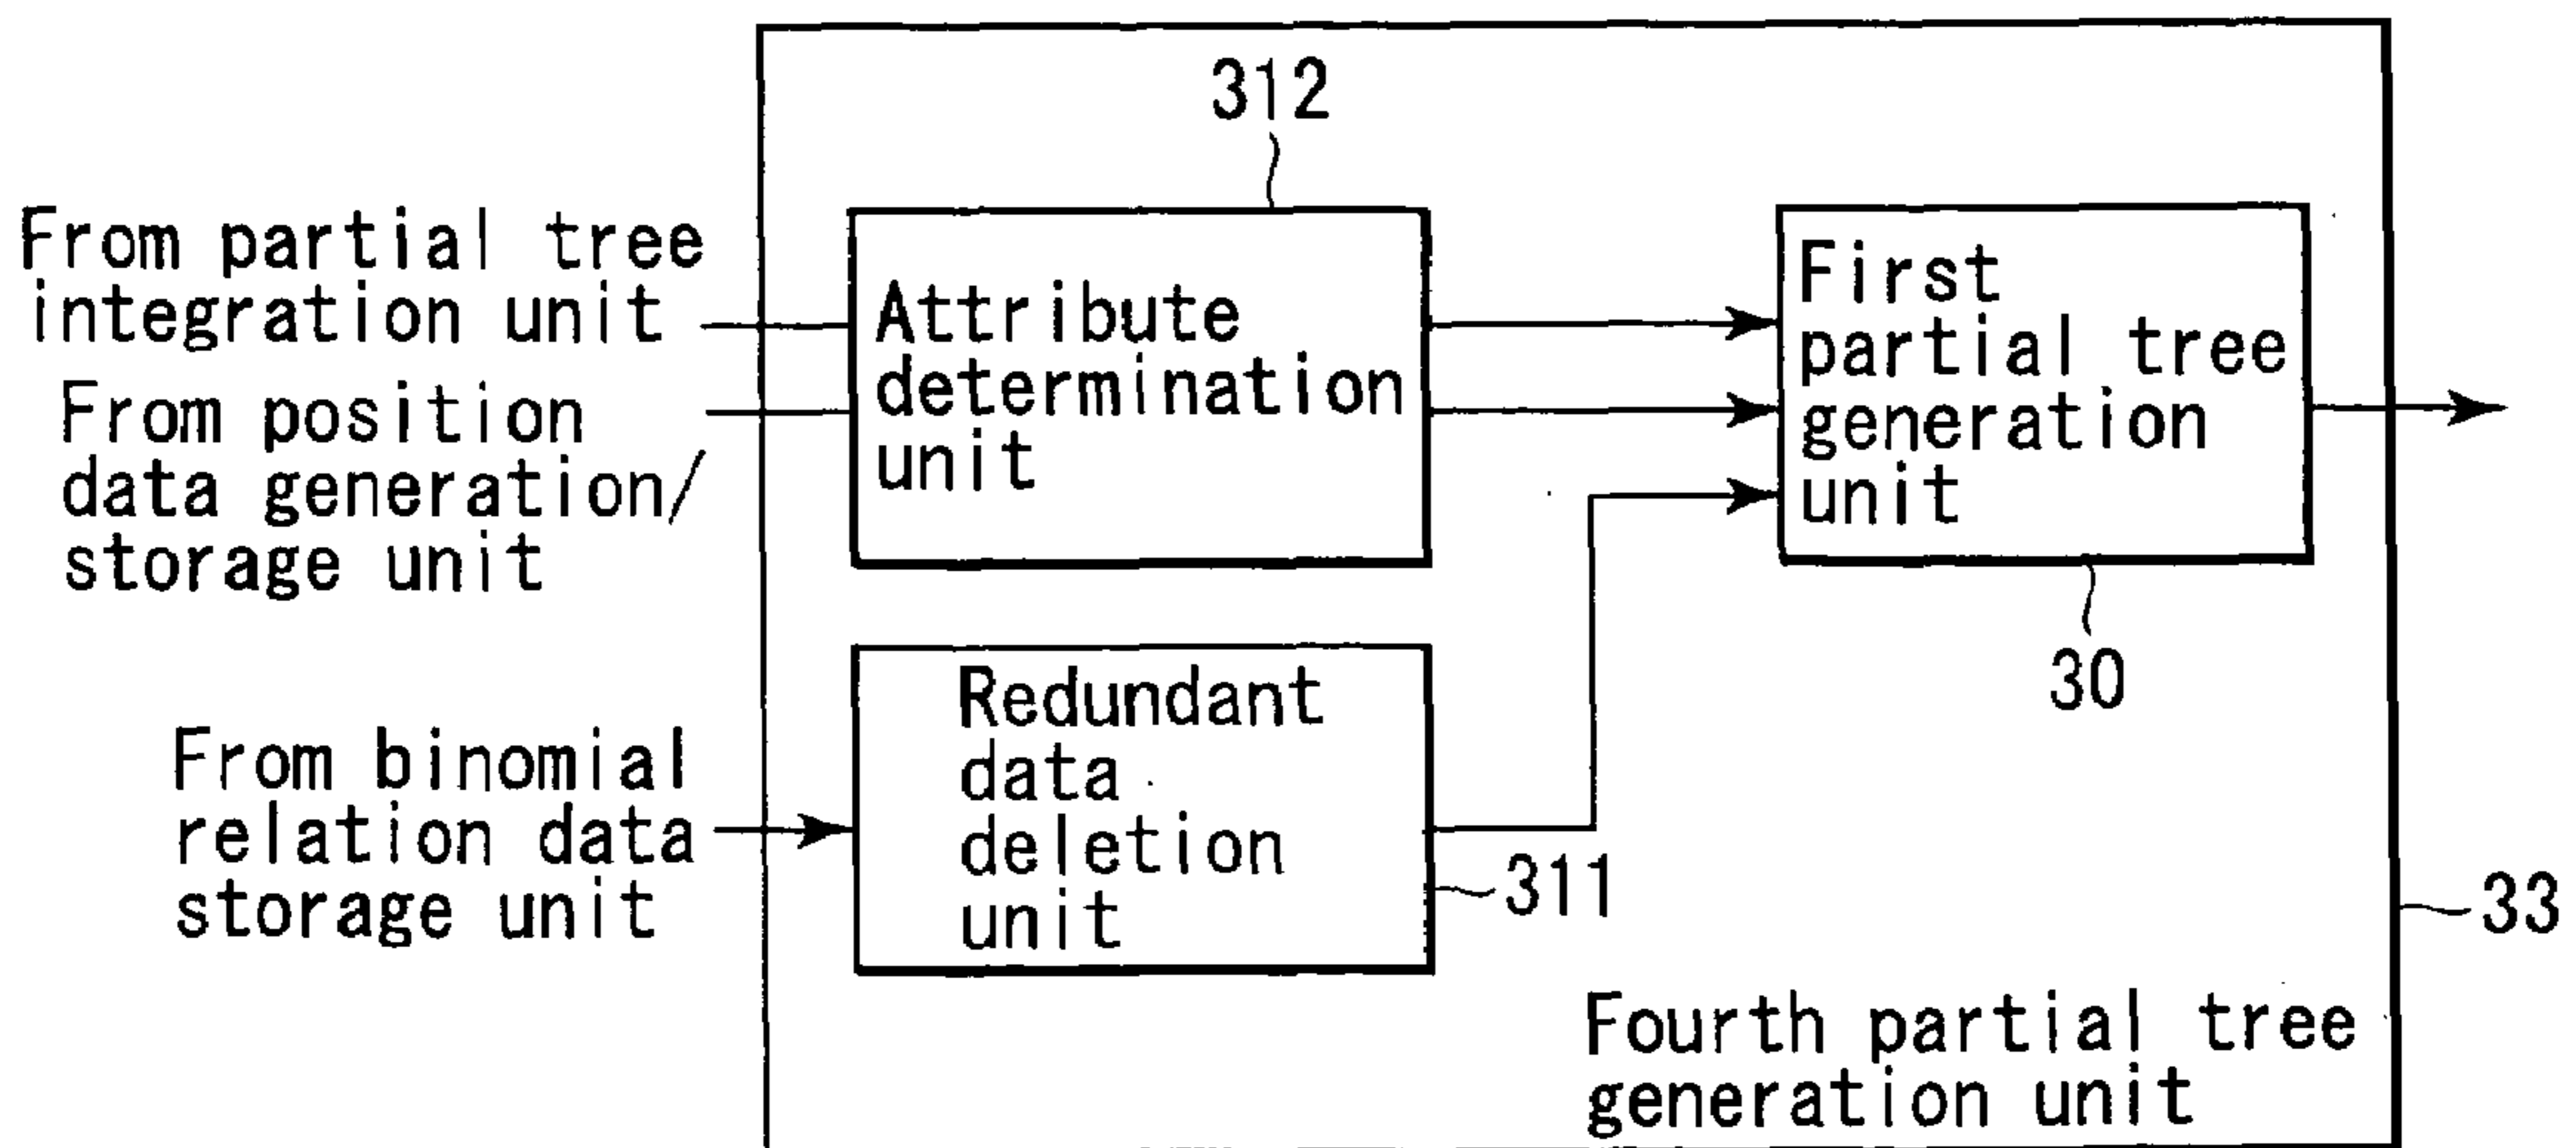 312
From partial tree
integration unit
From position
data generation/
storage unit
Attribute
determination
unit
First
partial tree
generation
unit
30
From binomial
relation data
storage unit
Redundant
data
deletion
unit
311
33
Fourth partial tree
generation unit